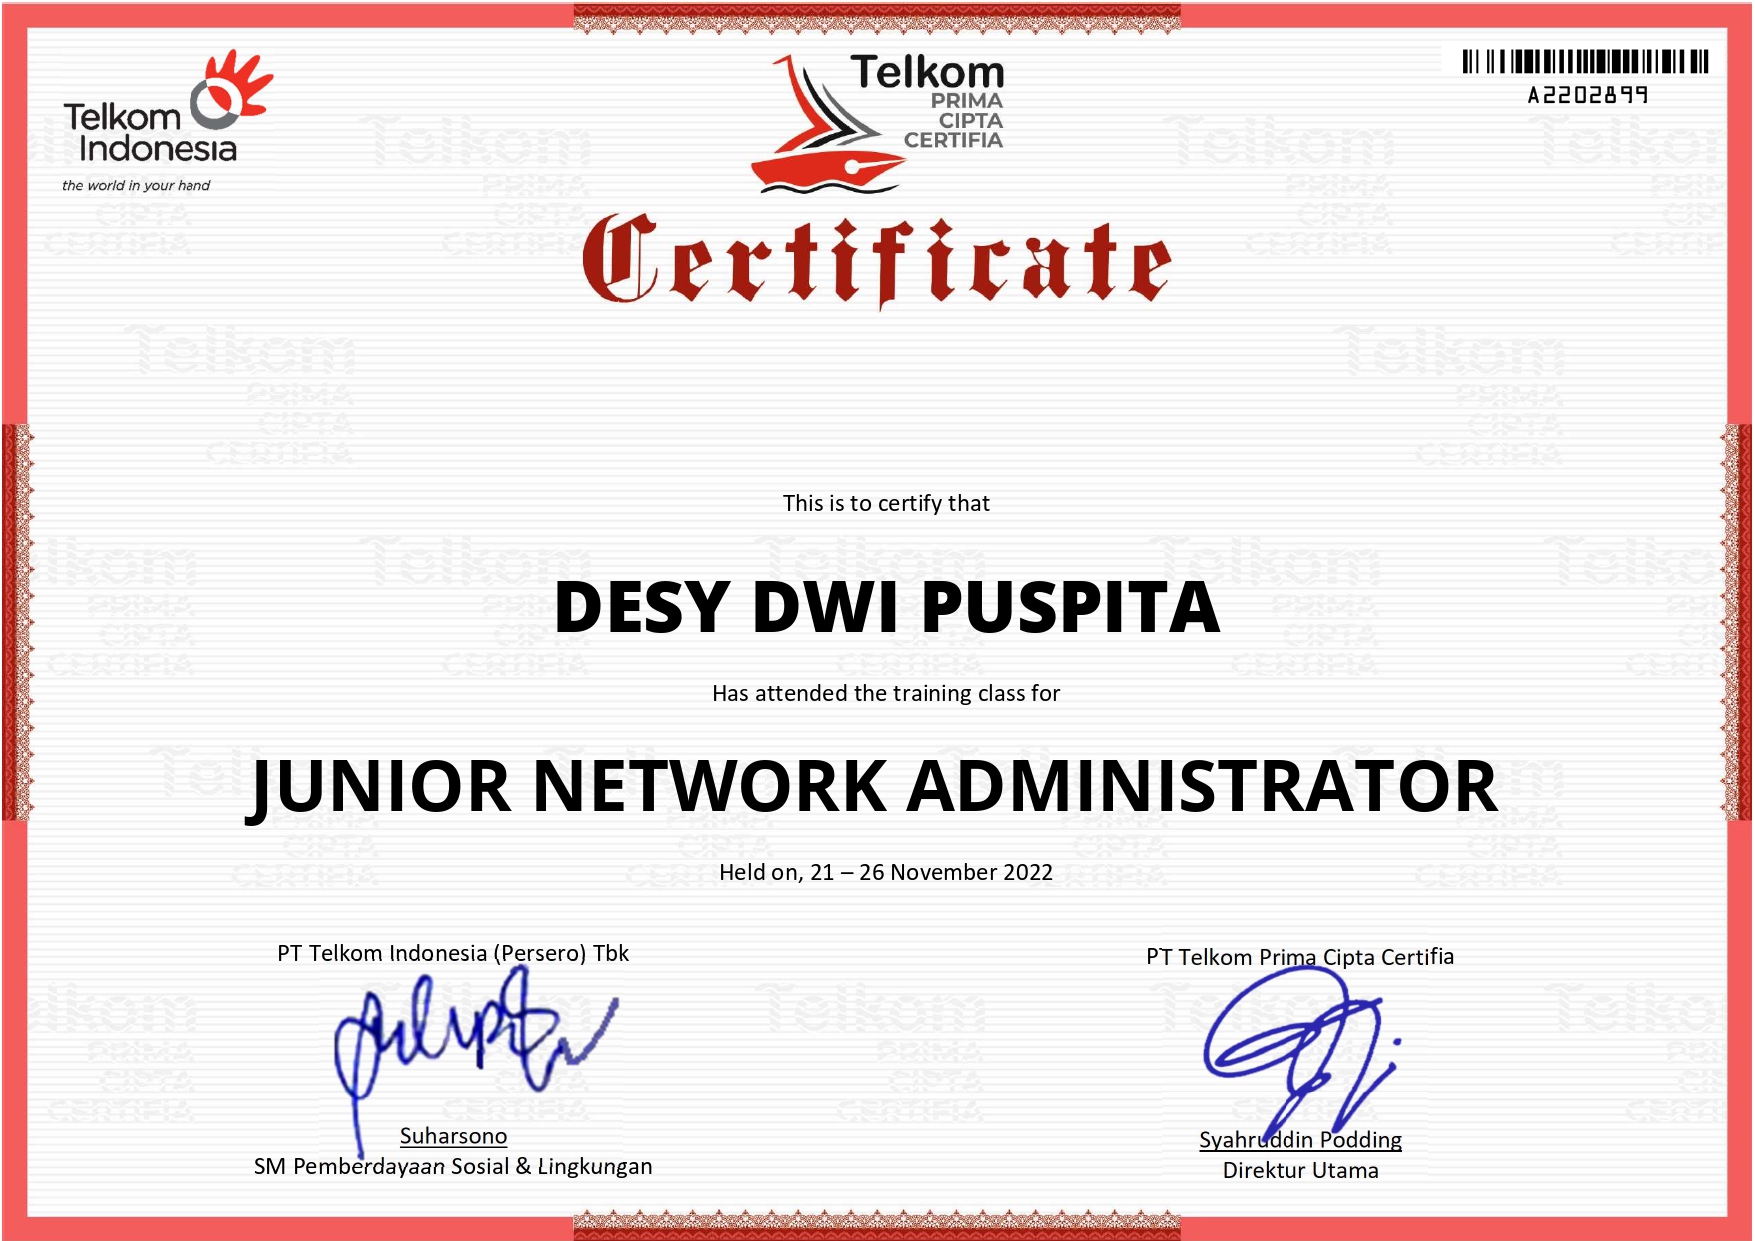 Telkom
Indonesia
the world in your hand
Telkom
PRIMA
CIPTA
CERTIFIA
A2202899
Certificate
This is to certify that
DESY DWI PUSPITA
Has attended the training class for
JUNIOR NETWORK ADMINISTRATOR
Held on, 21 – 26 November 2022
PT Telkom Indonesia (Persero) Tbk
Suharsono
SM Pemberdayaan Sosial & Lingkungan
PT Telkom Prima Cipta Certifia
Syahruddin Podding
Direktur Utama